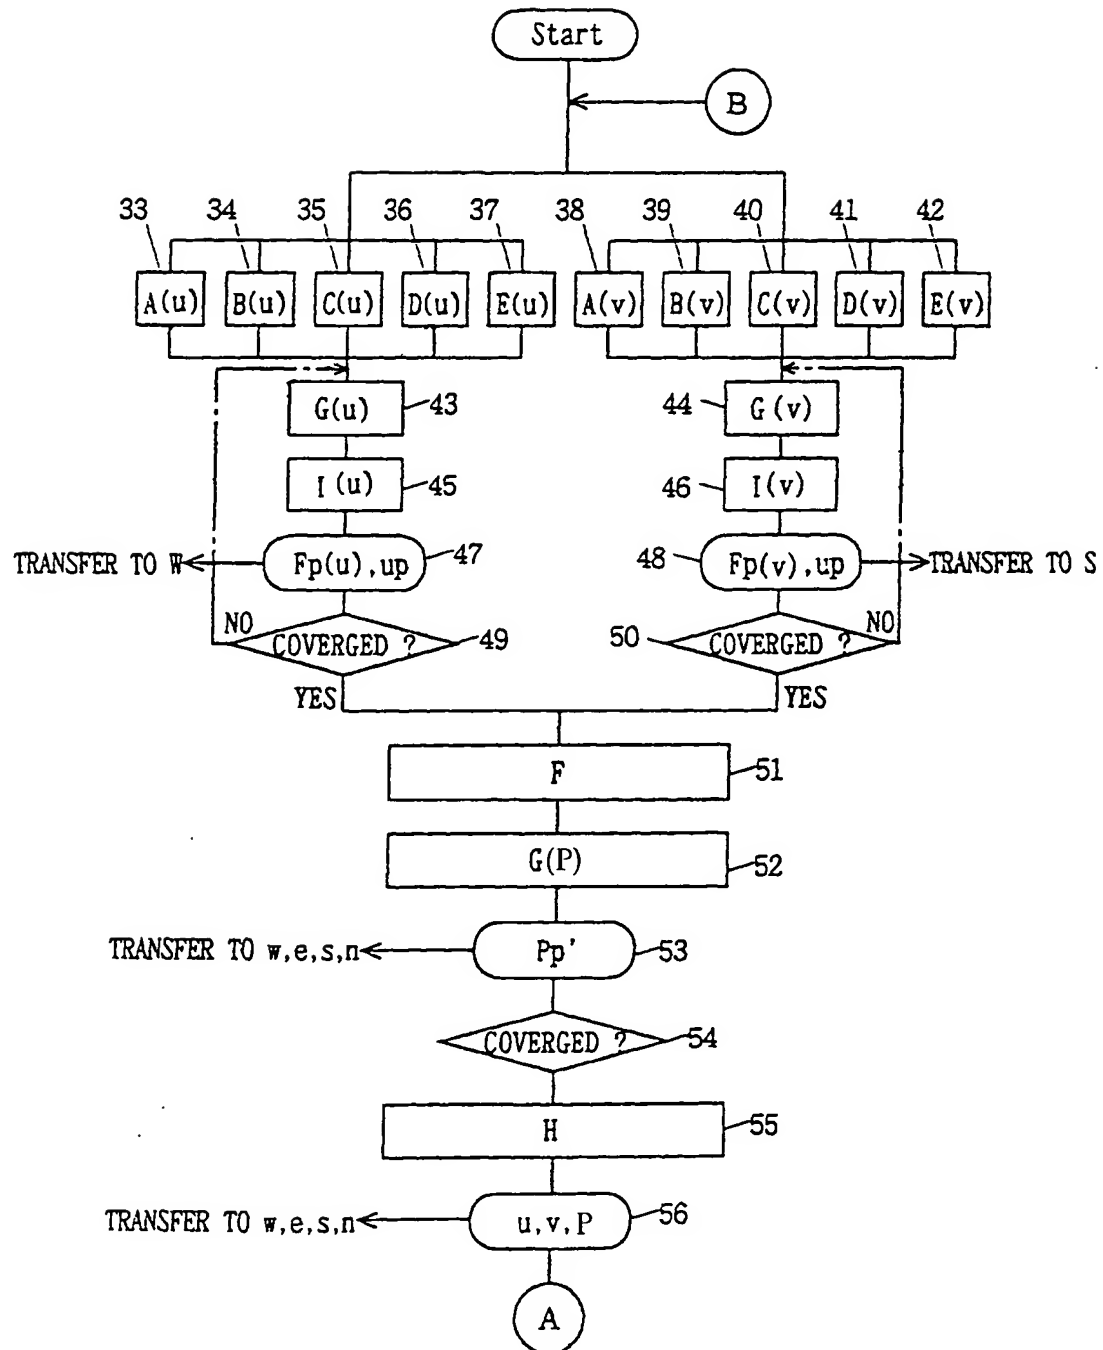 Start
B
33 34 35 36 37 38 39 40 41 42
A(u) B(u) C(u) D(u) E(u) A(v) B(v) C(v) D(v) E(v)
G(u) 43 44 G(v)
I(u) 45 46 I(v)
TRANSFER TO W Fp(u),up 47 48 Fp(v),up TRANSFER TO S
NO COVERGED ? 49 50 COVERGED ? NO
YES YES
F 51
G(P) 52
TRANSFER TO w,e,s,n Pp' 53
COVERGED ? 54
H 55
TRANSFER TO w,e,s,n u,v,P 56
A